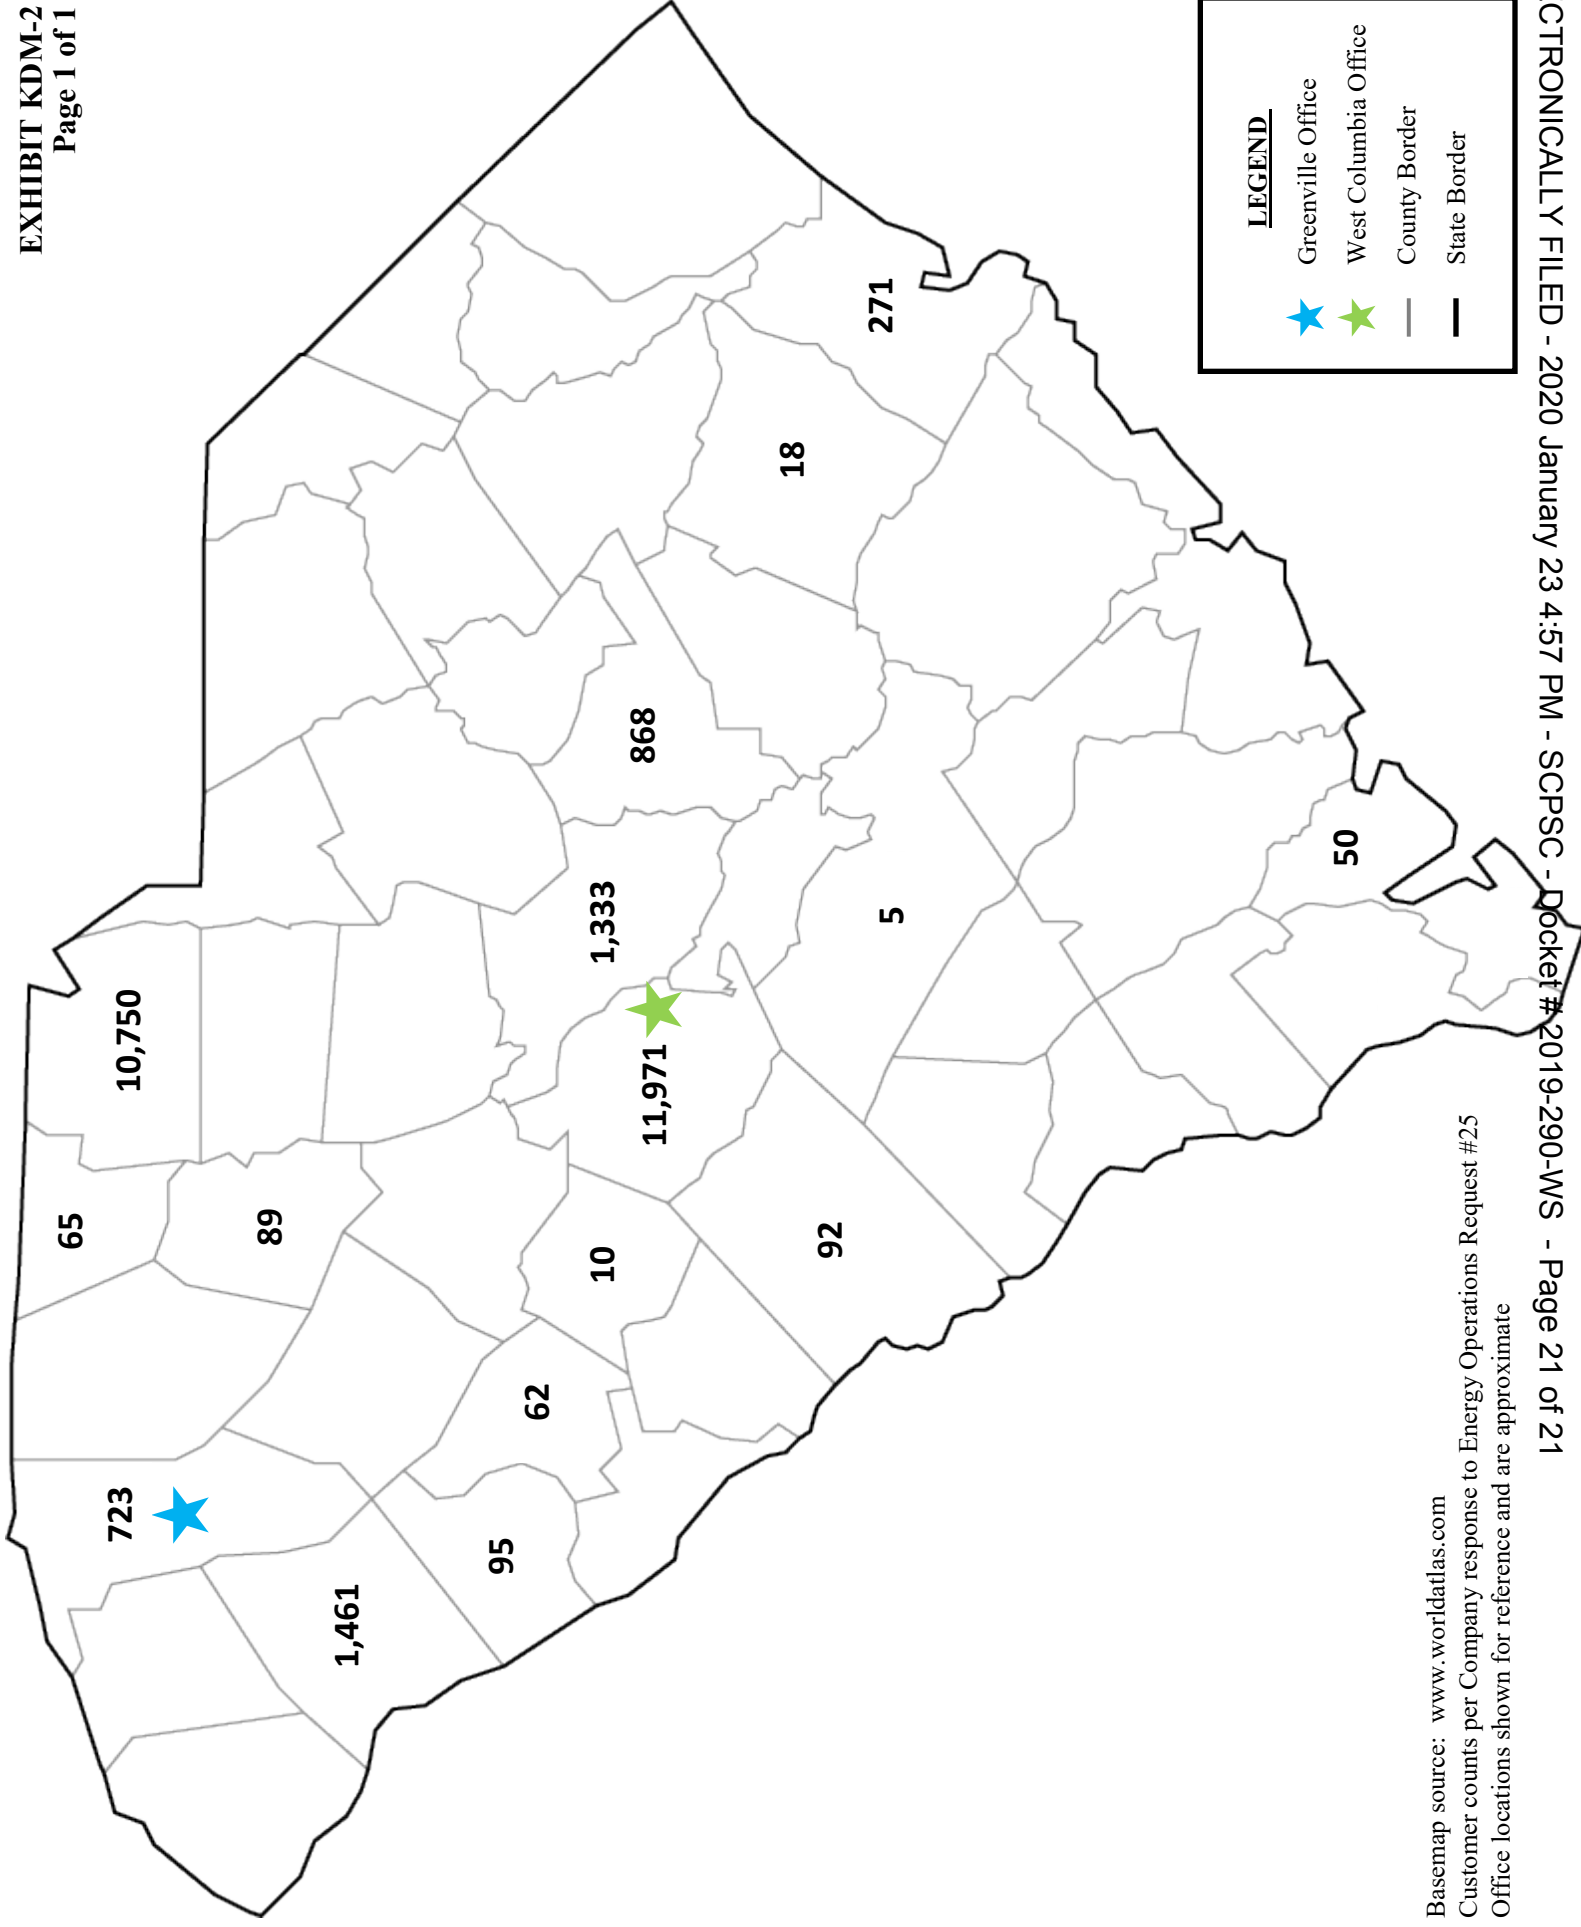 EXHIBIT KDM-2
Page 1 of 1
10,750
65
723
89
1,461
1,333
868
18
271
11,971
10
62
95
92
5
50
LEGEND
Greenville Office
West Columbia Office
County Border
State Border
Basemap source: www.worldatlas.com
Customer counts per Company response to Energy Operations Request #25
Office locations shown for reference and are approximate
CTRONICALLY FILED - 2020 January 23 4:57 PM - SCPSC - Docket # 2019-290-WS - Page 21 of 21